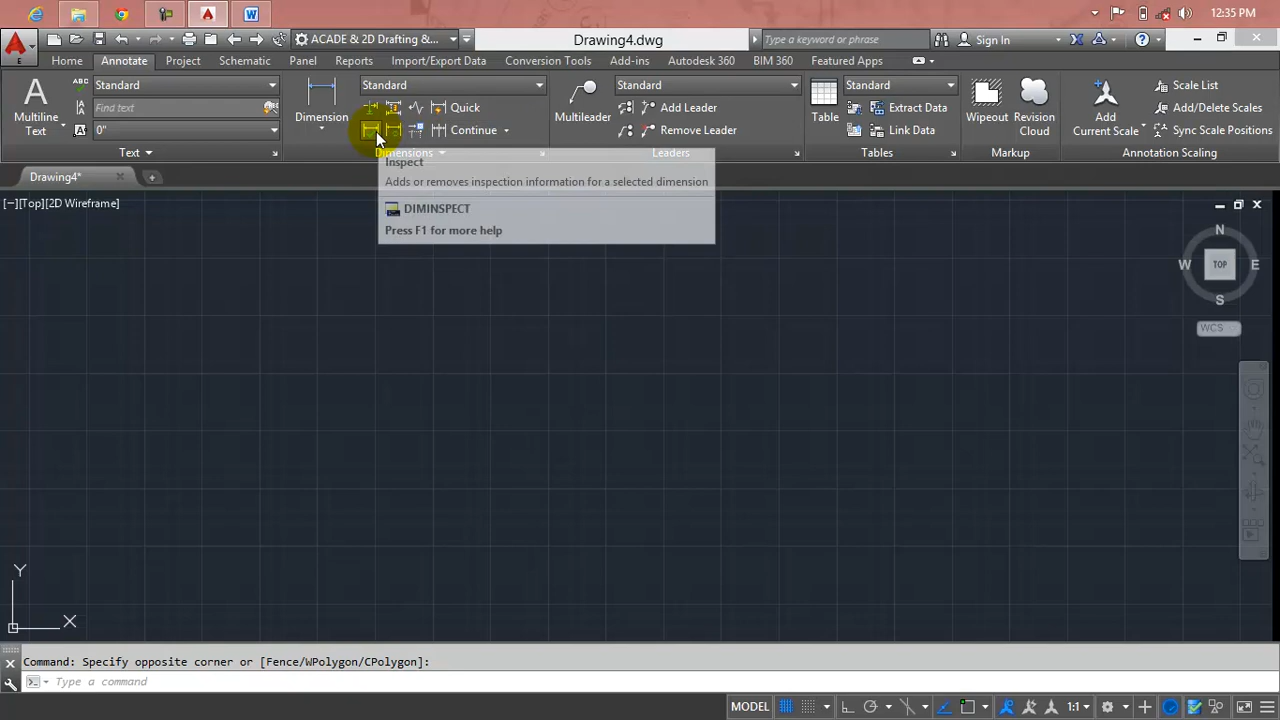 12:35 PM
ACADE & 2D Drafting &...
Drawing4.dwg
Type a keyword or phrase
Sign In
E
Home
Annotate
Project
Schematic
Panel
Reports
Import/Export Data
Conversion Tools
Add-ins
Autodesk 360
BIM 360
Featured Apps
Multiline
Text
ABC
Standard
Find text
A
0"
Text
Dimension
Standard
Quick
Continue
Dimensions
Multileader
Standard
Add Leader
Remove Leader
Leaders
Table
Standard
Extract Data
Link Data
Tables
Wipeout
Revision
Cloud
Markup
Add
Current Scale
Scale List
Add/Delete Scales
Sync Scale Positions
Annotation Scaling
Drawing4*
Inspect
Adds or removes inspection information for a selected dimension
DIMINSPECT
Press F1 for more help
[−][Top][2D Wireframe]
N
W
TOP
E
S
WCS
Y
X
Command: Specify opposite corner or [Fence/WPolygon/CPolygon]:
Type a command
MODEL
1:1